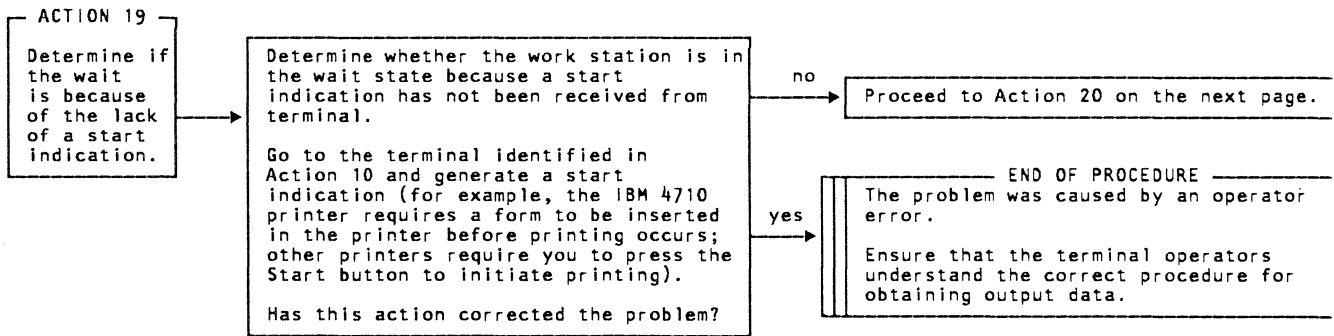 ACTION 19
Determine if
the wait
is because
of the lack
of a start
indication.
Determine whether the work station is in
the wait state because a start
indication has not been received from
terminal.
Go to the terminal identified in
Action 10 and generate a start
indication (for example, the IBM 4710
printer requires a form to be inserted
in the printer before printing occurs;
other printers require you to press the
Start button to initiate printing).
Has this action corrected the problem?
no
Proceed to Action 20 on the next page.
yes
END OF PROCEDURE
The problem was caused by an operator
error.
Ensure that the terminal operators
understand the correct procedure for
obtaining output data.